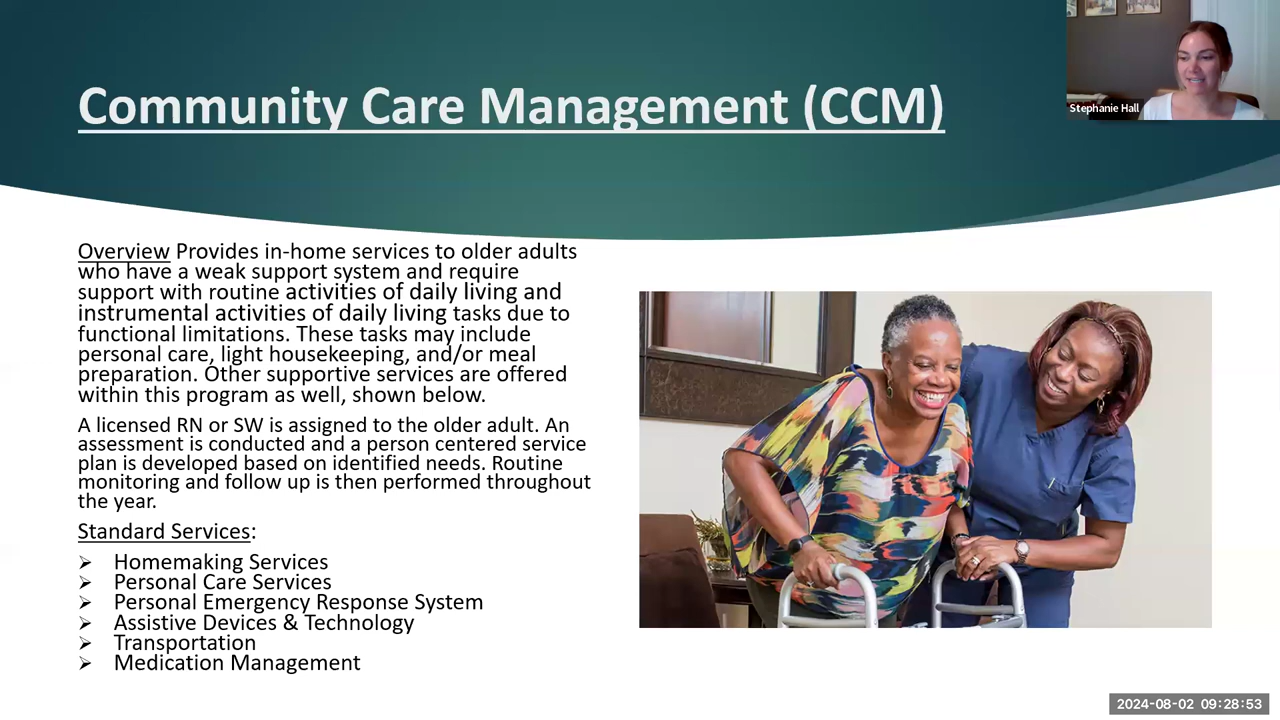 Community Care Management (CCM)
Stephanie Hall
Overview Provides in-home services to older adults
who have a weak support system and require
support with routine activities of daily living and
instrumental activities of daily living tasks due to
functional limitations. These tasks may include
personal care, light housekeeping, and/or meal
preparation. Other supportive services are offered
within this program as well, shown below.
A licensed RN or SW is assigned to the older adult. An
assessment is conducted and a person centered service
plan is developed based on identified needs. Routine
monitoring and follow up is then performed throughout
the year.
Standard Services:
➢ Homemaking Services
➢ Personal Care Services
➢ Personal Emergency Response System
➢ Assistive Devices & Technology
➢ Transportation
➢ Medication Management
2024-08-02 09:28:53